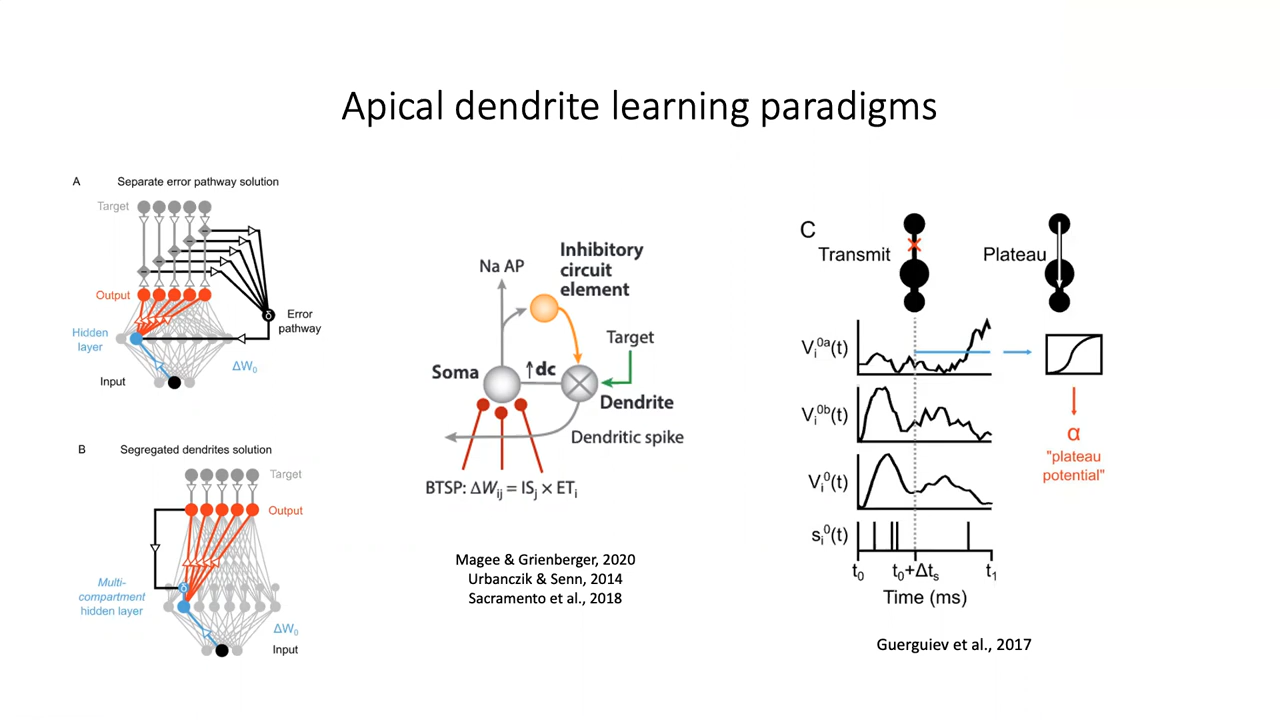 Apical dendrite learning paradigms
A Separate error pathway solution
Target
Output
Error
pathway
δ
Hidden
layer
ΔW₀
Input
B Segregated dendrites solution
Target
Output
δ
Multi-
compartment
hidden layer
ΔW₀
Input
Na AP
Inhibitory
circuit
element
Target
Soma
↑dc
Dendrite
Dendritic spike
BTSP: ΔWij = ISj × ETi
Magee & Grienberger, 2020
Urbanczik & Senn, 2014
Sacramento et al., 2018
C
Transmit
Plateau
Vi⁰ᵃ(t)
Vi⁰ᵇ(t)
Vi⁰(t)
si⁰(t)
α
"plateau
potential"
t₀ t₀+Δtₛ t₁
Time (ms)
Guerguiev et al., 2017